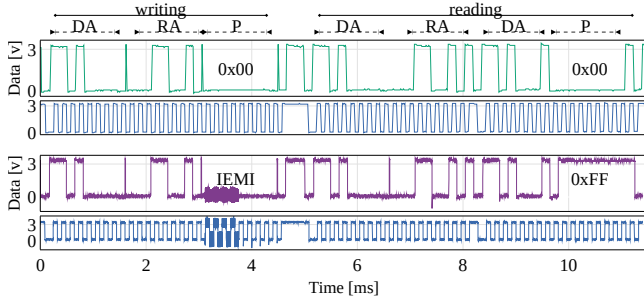 writing reading
DA RA P DA RA DA P
Data [v]
3
0
0x00 0x00
3
0
Data [v]
3
0
IEMI 0xFF
3
0
0 2 4 6 8 10
Time [ms]